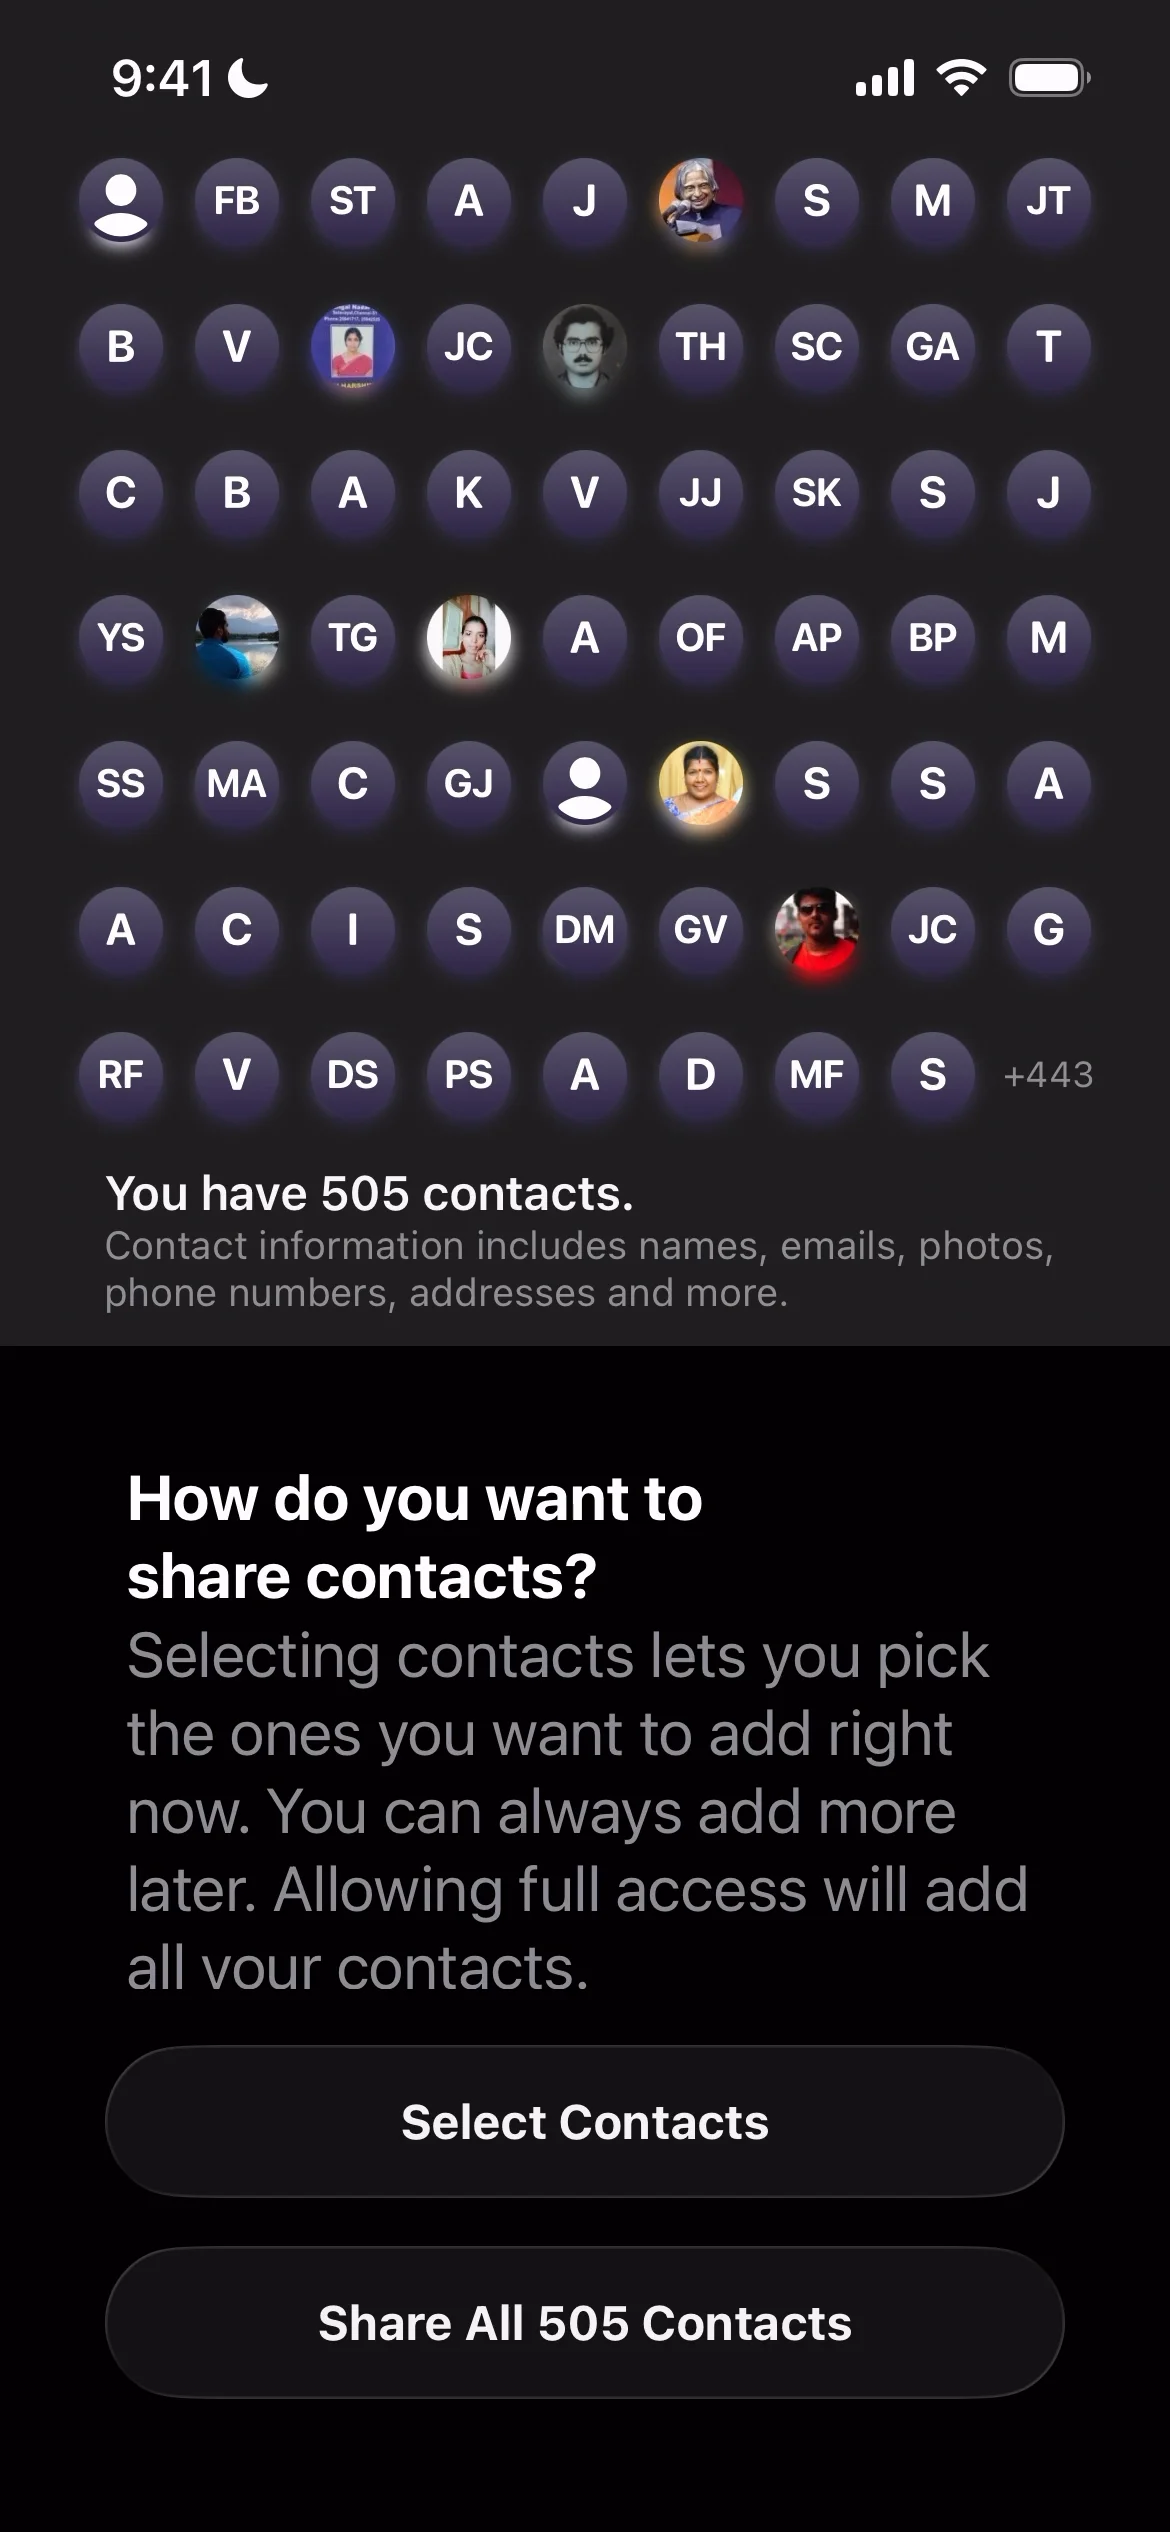 9:41
FB ST A J S M JT
B V JC TH SC GA T
C B A K V JJ SK S J
YS TG A OF AP BP M
SS MA C GJ S S A
A C I S DM GV JC G
RF V DS PS A D MF S +443
You have 505 contacts.
Contact information includes names, emails, photos,
phone numbers, addresses and more.
How do you want to
share contacts?
Selecting contacts lets you pick
the ones you want to add right
now. You can always add more
later. Allowing full access will add
all your contacts.
Select Contacts
Share All 505 Contacts